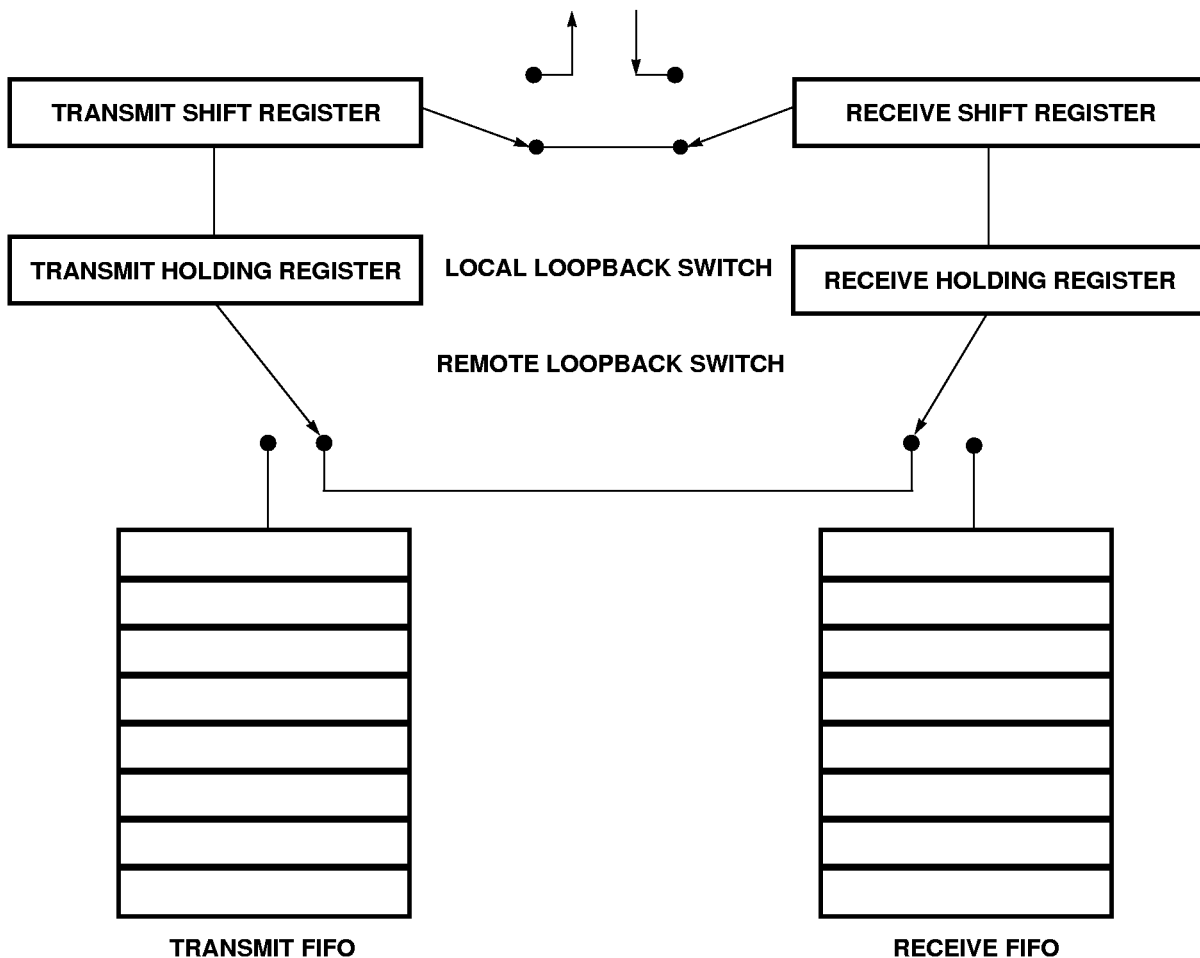 TRANSMIT SHIFT REGISTER
RECEIVE SHIFT REGISTER
TRANSMIT HOLDING REGISTER
LOCAL LOOPBACK SWITCH
RECEIVE HOLDING REGISTER
REMOTE LOOPBACK SWITCH
TRANSMIT FIFO
RECEIVE FIFO